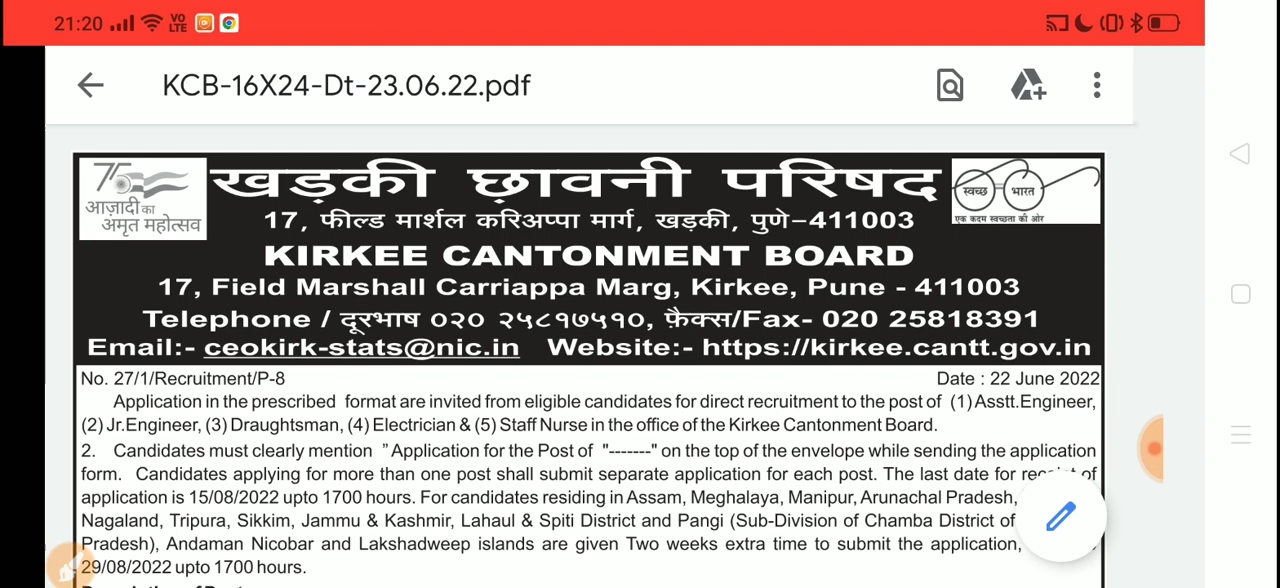 21:20 VO LTE
KCB-16X24-Dt-23.06.22.pdf
75
आज़ादी का
अमृत महोत्सव
खड़की छावनी परिषद
स्वच्छ भारत
एक कदम स्वच्छता की ओर
17, फील्ड मार्शल करिअप्पा मार्ग, खड़की, पुणे–411003
KIRKEE CANTONMENT BOARD
17, Field Marshall Carriappa Marg, Kirkee, Pune - 411003
Telephone / दूरभाष ०२० २५८१७५१०, फ़ैक्स/Fax- 020 25818391
Email:- ceokirk-stats@nic.in Website:- https://kirkee.cantt.gov.in
No. 27/1/Recruitment/P-8 Date : 22 June 2022
Application in the prescribed format are invited from eligible candidates for direct recruitment to the post of (1) Asstt.Engineer,
(2) Jr.Engineer, (3) Draughtsman, (4) Electrician & (5) Staff Nurse in the office of the Kirkee Cantonment Board.
2. Candidates must clearly mention ”Application for the Post of "-------" on the top of the envelope while sending the application
form. Candidates applying for more than one post shall submit separate application for each post. The last date for of
application is 15/08/2022 upto 1700 hours. For candidates residing in Assam, Meghalaya, Manipur, Arunachal Pradesh,
Nagaland, Tripura, Sikkim, Jammu & Kashmir, Lahaul & Spiti District and Pangi (Sub-Division of Chamba District of
Pradesh), Andaman Nicobar and Lakshadweep islands are given Two weeks extra time to submit the application,
29/08/2022 upto 1700 hours.